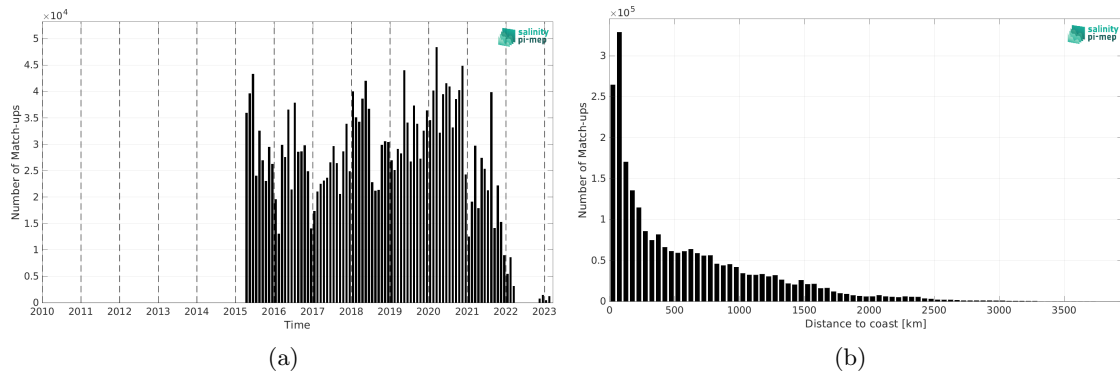 ×10⁴
5
4.5
4
3.5
3
2.5
2
1.5
1
0.5
0
Number of Match-ups
2010 2011 2012 2013 2014 2015 2016 2017 2018 2019 2020 2021 2022 2023
Time
salinity
pi-mep
(a)
×10⁵
3
2.5
2
1.5
1
0.5
0
Number of Match-ups
0 500 1000 1500 2000 2500 3000 3500
Distance to coast [km]
salinity
pi-mep
(b)